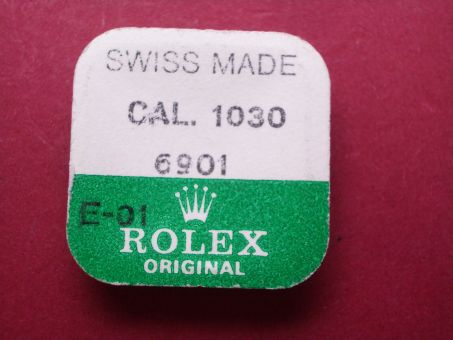 SWISS MADE
CAL. 1030
6901
E-01
ROLEX
ORIGINAL